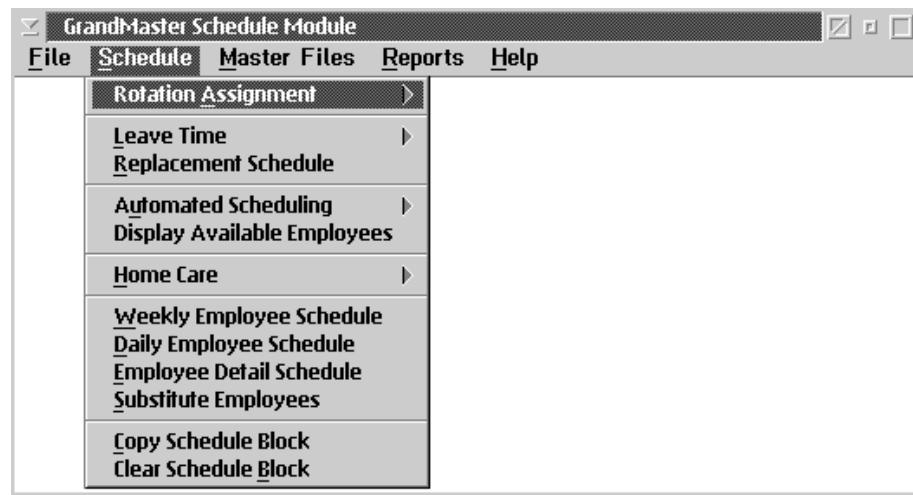 GrandMaster Schedule Module
File Schedule Master Files Reports Help
Rotation Assignment
Leave Time
Replacement Schedule
Automated Scheduling
Display Available Employees
Home Care
Weekly Employee Schedule
Daily Employee Schedule
Employee Detail Schedule
Substitute Employees
Copy Schedule Block
Clear Schedule Block